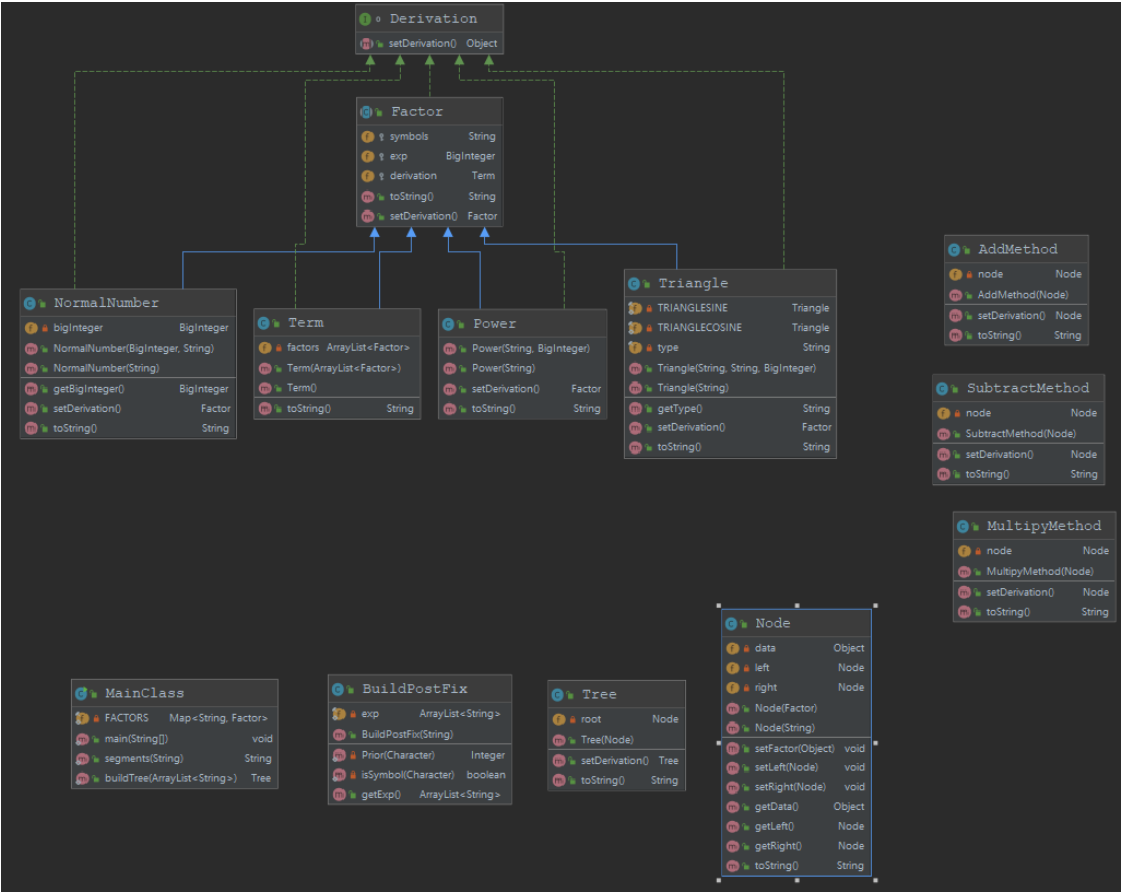 Derivation
setDerivation() Object
Factor
symbols String
exp BigInteger
derivation Term
toString() String
setDerivation() Factor
NormalNumber
bigInteger BigInteger
NormalNumber(BigInteger, String)
NormalNumber(String)
getBigInteger() BigInteger
setDerivation() Factor
toString() String
Term
factors ArrayList<Factor>
Term(ArrayList<Factor>)
Term()
toString() String
Power
Power(String, BigInteger)
Power(String)
setDerivation() Factor
toString() String
Triangle
TRIANGLESINE Triangle
TRIANGLECOSINE Triangle
type String
Triangle(String, String, BigInteger)
Triangle(String)
getType() String
setDerivation() Factor
toString() String
AddMethod
node Node
AddMethod(Node)
setDerivation() Node
toString() String
SubtractMethod
node Node
SubtractMethod(Node)
setDerivation() Node
toString() String
MultipyMethod
node Node
MultipyMethod(Node)
setDerivation() Node
toString() String
MainClass
FACTORS Map<String, Factor>
main(String[]) void
segments(String) String
buildTree(ArrayList<String>) Tree
BuildPostFix
exp ArrayList<String>
BuildPostFix(String)
Prior(Character) Integer
isSymbol(Character) boolean
getExp() ArrayList<String>
Tree
root Node
Tree(Node)
setDerivation() Tree
toString() String
Node
data Object
left Node
right Node
Node(Factor)
Node(String)
setFactor(Object) void
setLeft(Node) void
setRight(Node) void
getData() Object
getLeft() Node
getRight() Node
toString() String